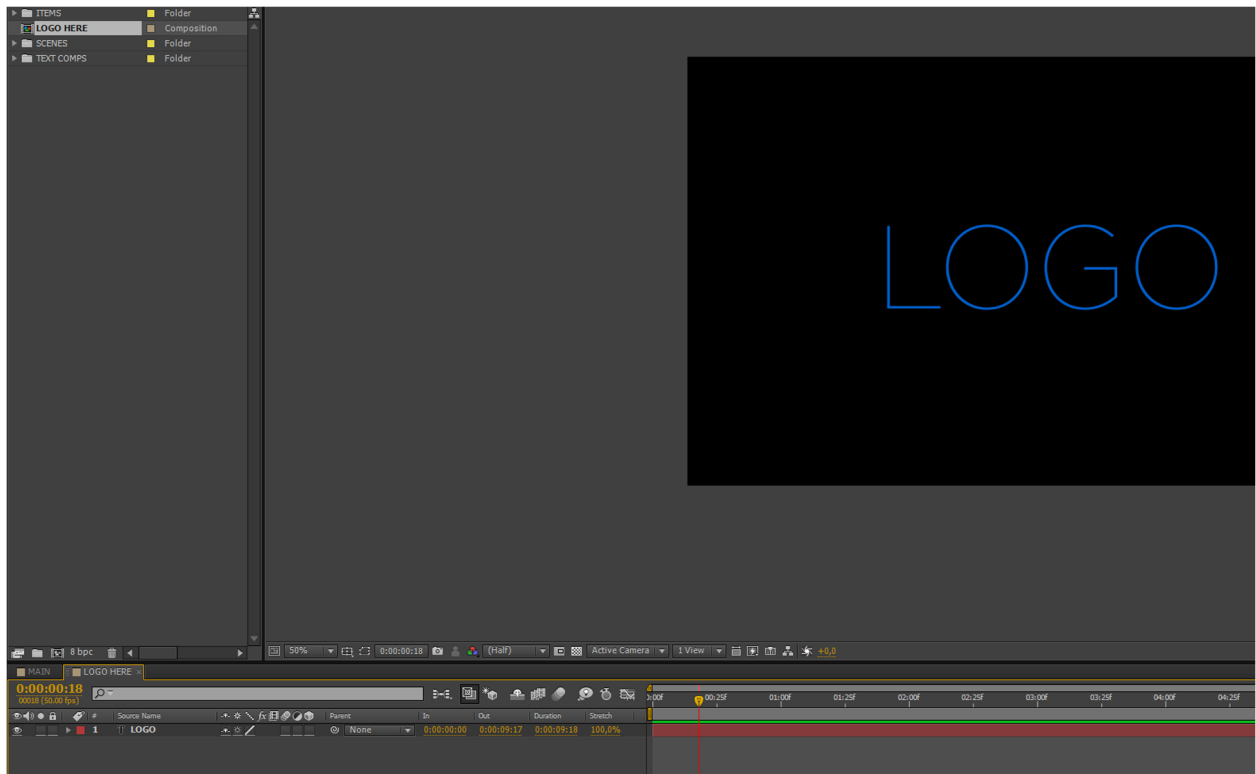 ITEMS Folder
LOGO HERE Composition
SCENES Folder
TEXT COMPS Folder
LOGO
8 bpc
50% 0:00:00:18 (Half) Active Camera 1 View +0,0
MAIN LOGO HERE ×
0:00:00:18
00018 (50.00 fps)
:00f 00:25f 01:00f 01:25f 02:00f 02:25f 03:00f 03:25f 04:00f 04:25f
# Source Name fx Parent In Out Duration Stretch
1 T LOGO None 0:00:00:00 0:00:09:17 0:00:09:18 100,0%